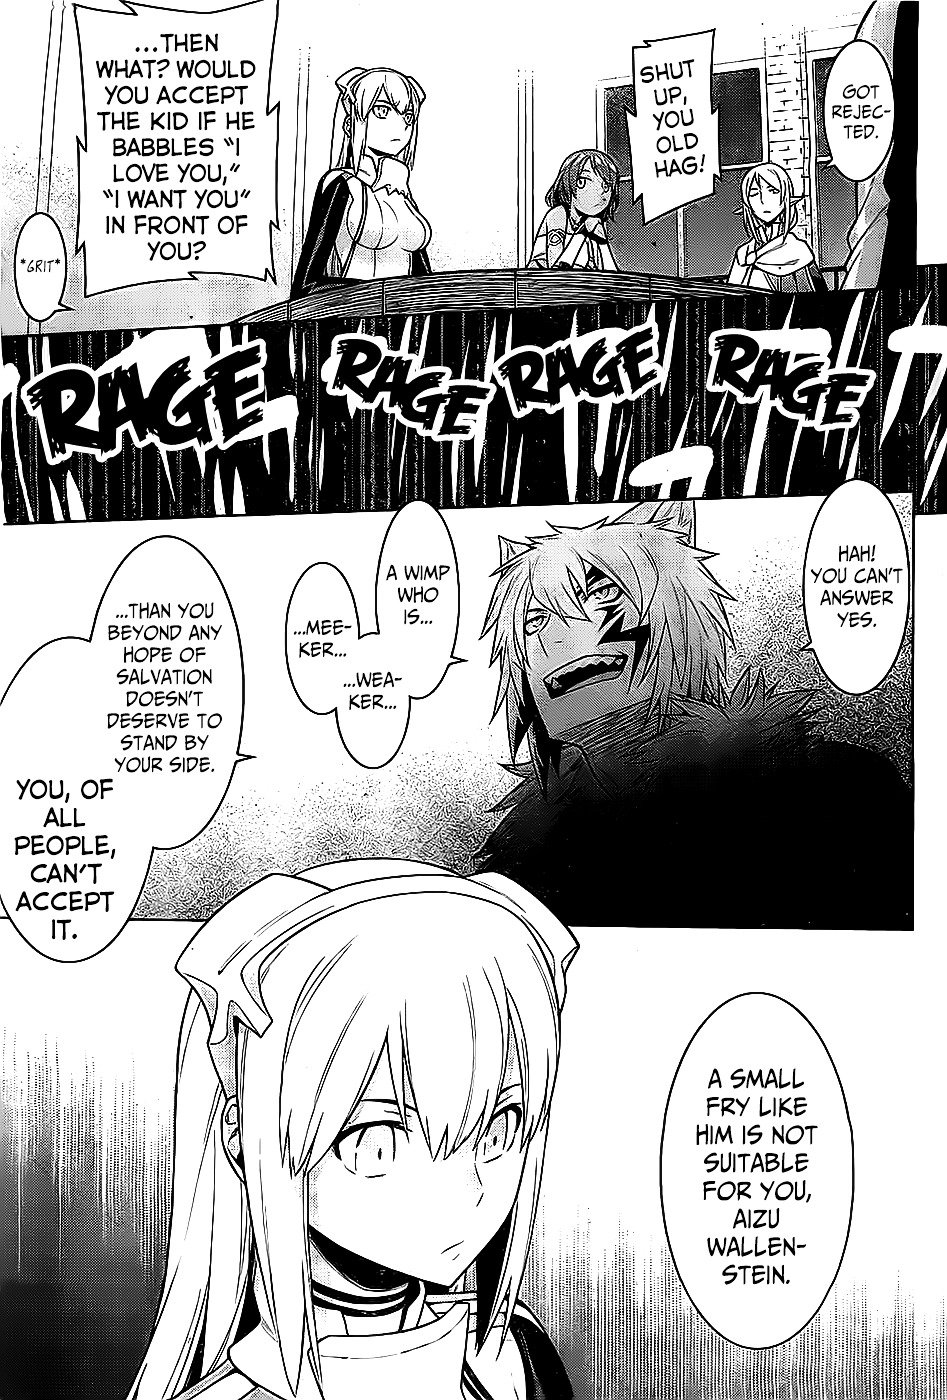 GOT
REJEC-
TED.
SHUT
UP,
YOU
OLD
HAG!
...THEN
WHAT? WOULD
YOU ACCEPT
THE KID IF HE
BABBLES "I
LOVE YOU,"
"I WANT YOU"
IN FRONT OF
YOU?
*GRIT*
RAGE
RAGE
RAGE
RAGE
HAH!
YOU CAN'T
ANSWER
YES.
A WIMP
WHO
IS...
...MEE-
KER...
...WEA-
KER...
...THAN YOU
BEYOND ANY
HOPE OF
SALVATION
DOESN'T
DESERVE TO
STAND BY
YOUR SIDE.
YOU, OF
ALL
PEOPLE,
CAN'T
ACCEPT
IT.
A SMALL
FRY LIKE
HIM IS NOT
SUITABLE
FOR YOU,
AIZU
WALLEN-
STEIN.